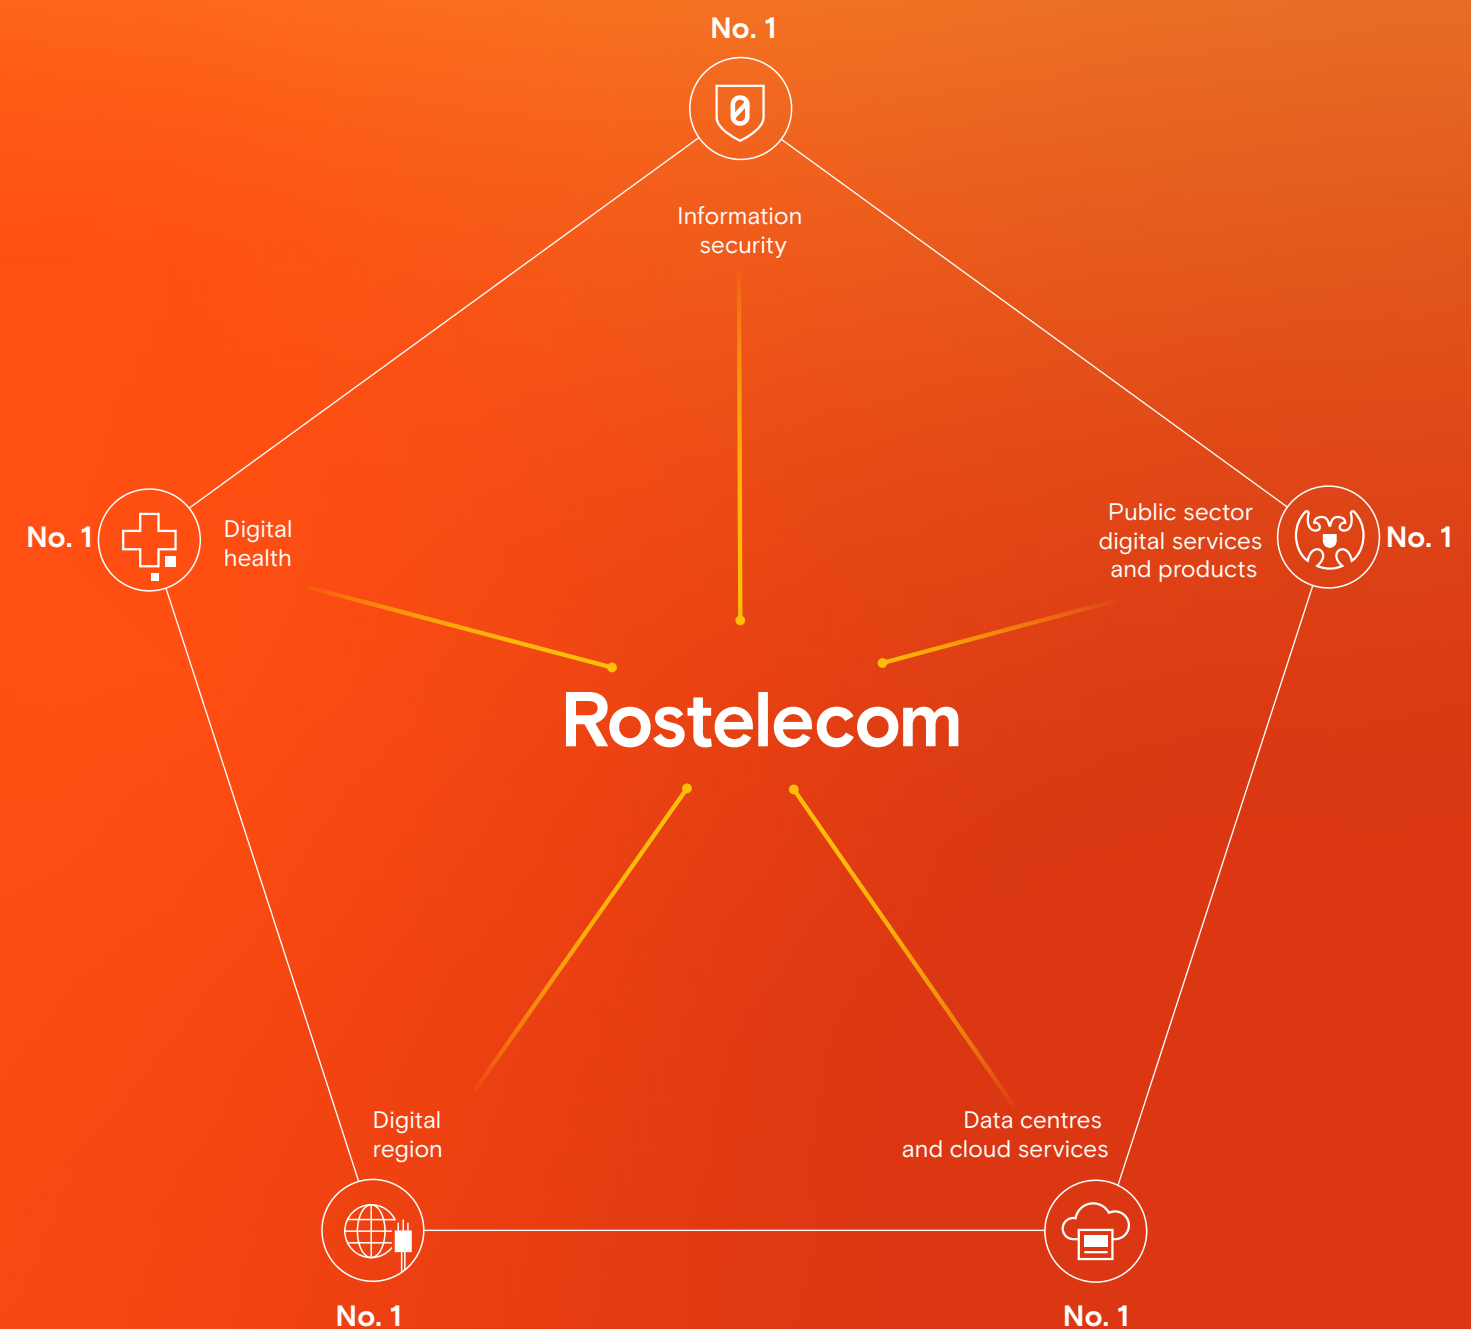 No. 1
Information
security
No. 1
Digital
health
Public sector
digital services
and products
No. 1
Rostelecom
Digital
region
No. 1
Data centres
and cloud services
No. 1